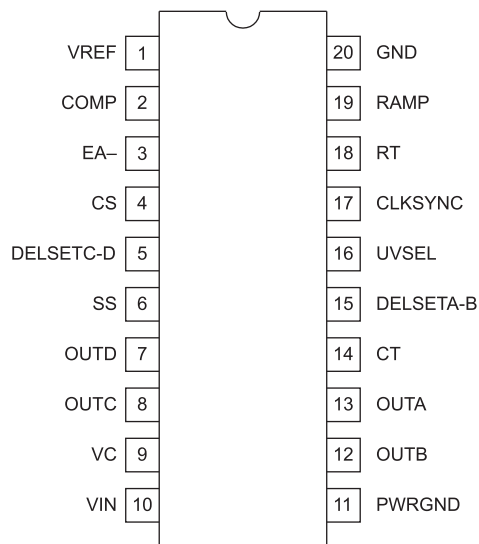 VREF 1 20 GND
COMP 2 19 RAMP
EA– 3 18 RT
CS 4 17 CLKSYNC
DELSETC-D 5 16 UVSEL
SS 6 15 DELSETA-B
OUTD 7 14 CT
OUTC 8 13 OUTA
VC 9 12 OUTB
VIN 10 11 PWRGND